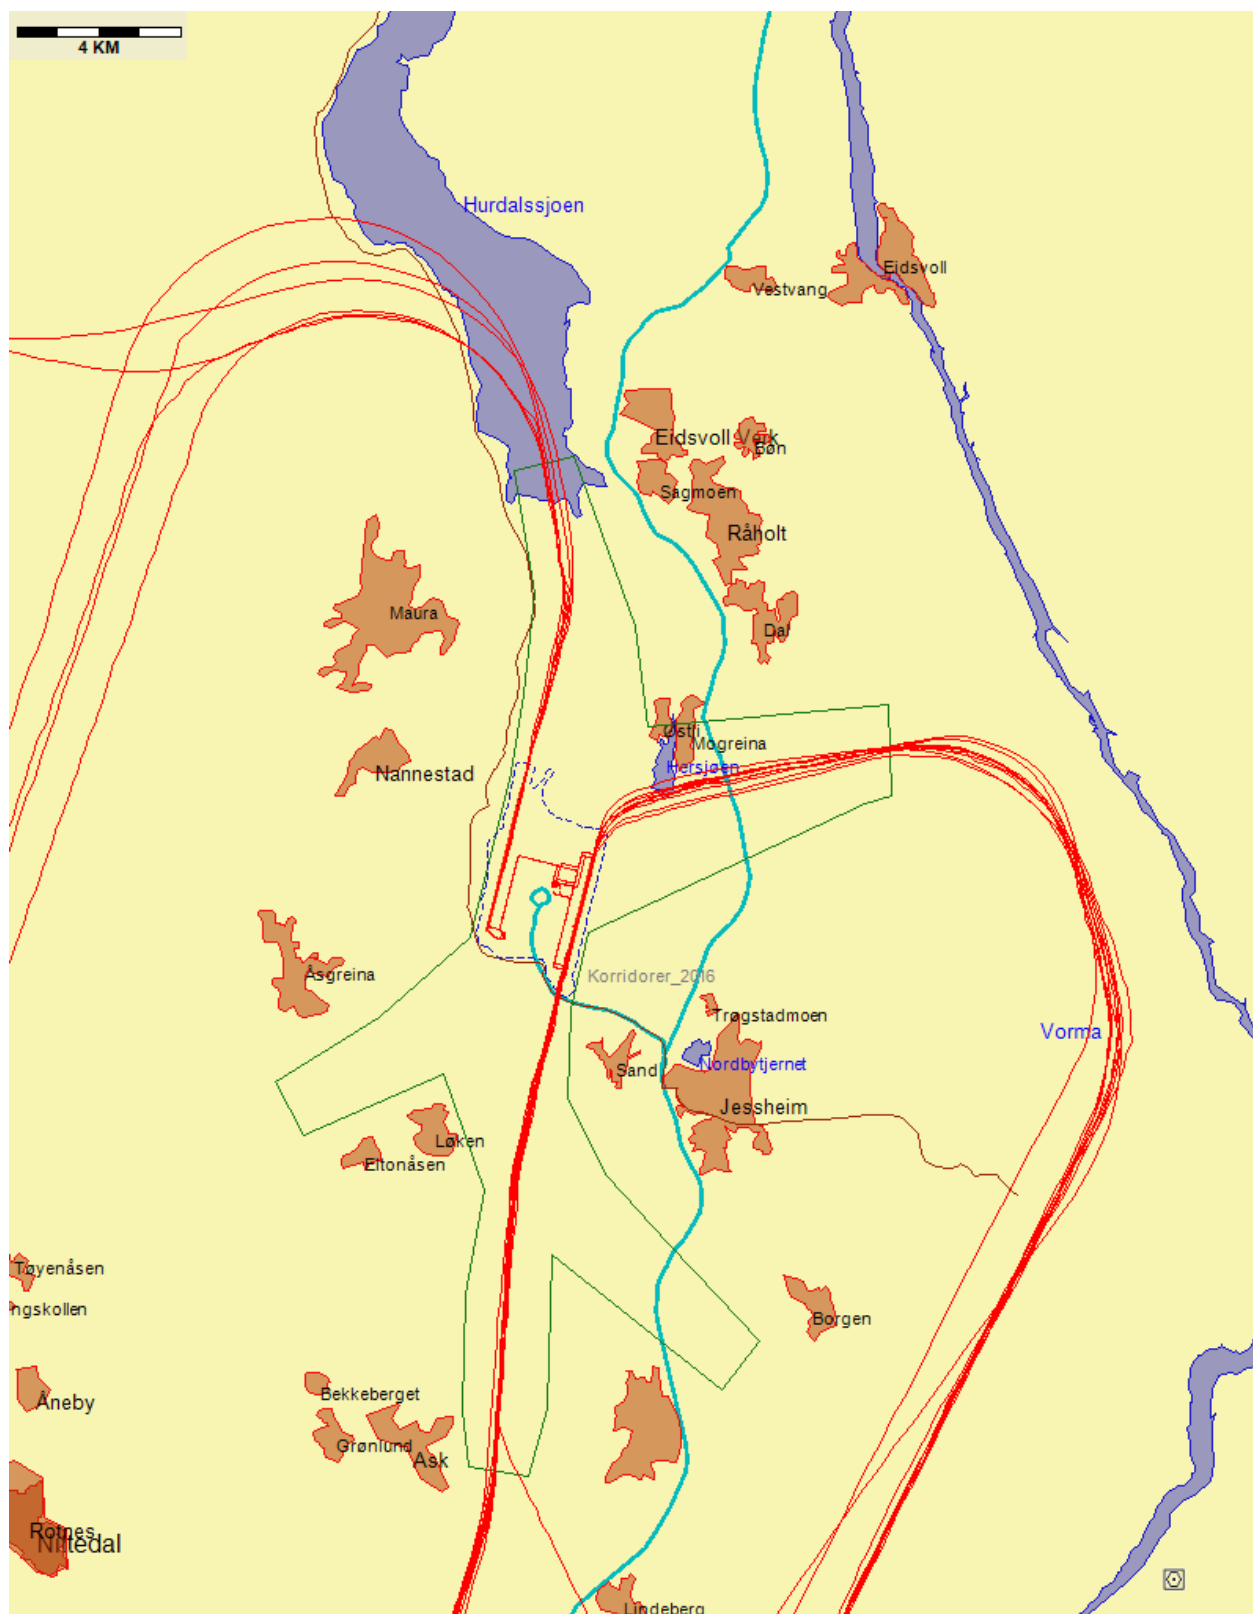 4 KM
Hurdalssjoen
Eidsvoll
Vestvang
Eidsvoll Verk
Bøn
Sagmoen
Råholt
Maura
Dal
Mogreina
Hersjøen
Nannestad
Åsgreina
Korridorer_2016
Trøgstadmoen
Vorma
Nordbytjernet
Sand
Jessheim
Løken
Eltonåsen
Tøyenåsen
ngskollen
Borgen
Bekkeberget
Åneby
Grønlund
Ask
Rotnes
Nittedal
Lindeberg